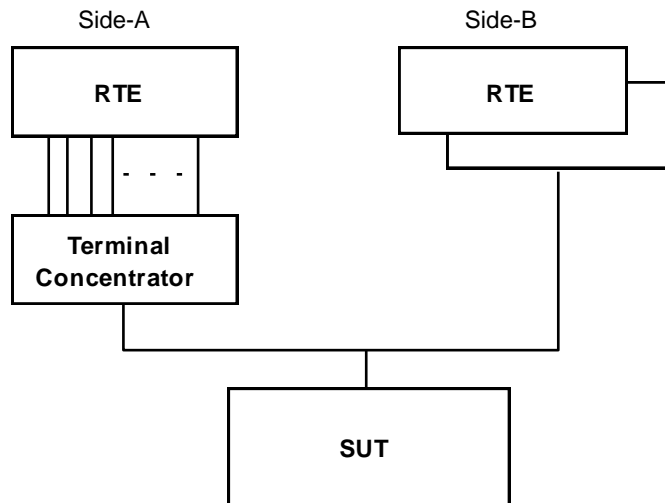 Side-A
Side-B
RTE
RTE
- - -
Terminal
Concentrator
SUT